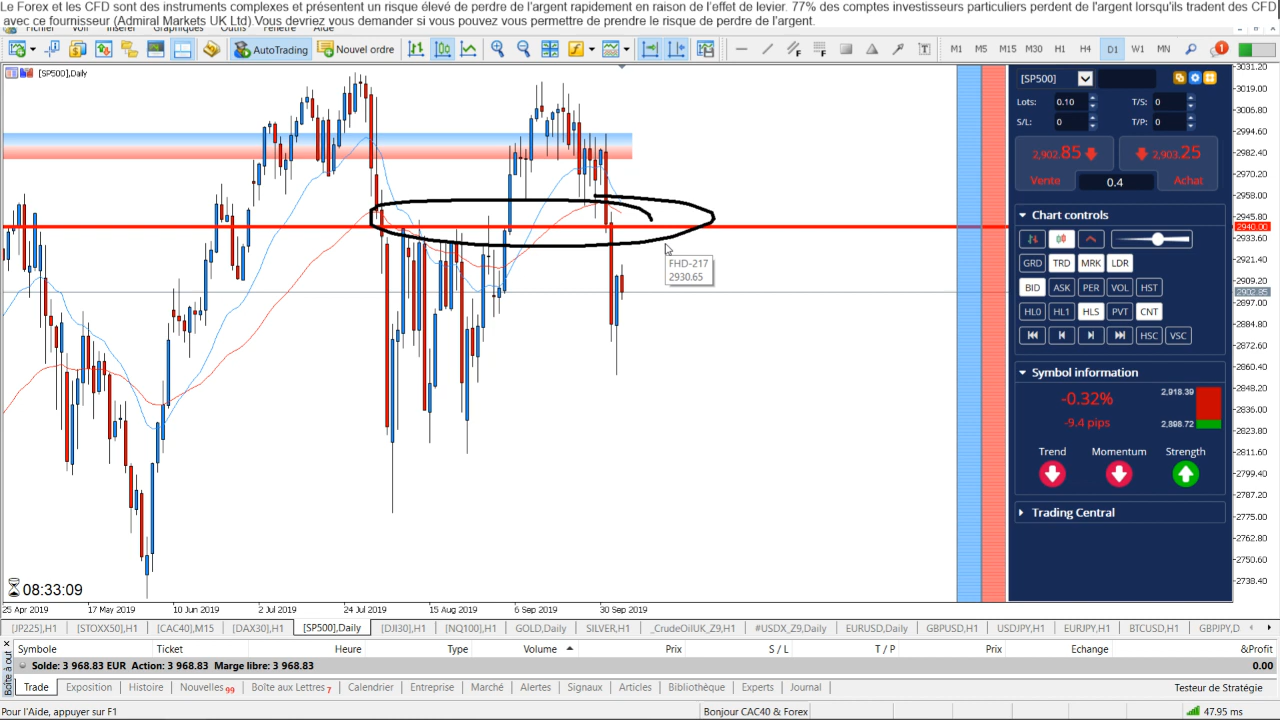 Le Forex et les CFD sont des instruments complexes et présentent un risque élevé de perdre de l'argent rapidement en raison de l'effet de levier. 77% des comptes investisseurs particuliers perdent de l'argent lorsqu'ils tradent des CFD
avec ce fournisseur (Admiral Markets UK Ltd).Vous devriez vous demander si vous pouvez vous permettre de prendre le risque de perdre de l'argent.
AutoTrading Nouvel ordre M1 M5 M15 M30 H1 H4 D1 W1 MN 1
[SP500],Daily
3031.20
3019.00
3006.80
2994.60
2982.40
2970.20
2958.00
2945.80
2940.00
2933.60
2921.40
2909.20
2897.00
2884.80
2872.60
2860.40
2848.20
2835.00
2823.80
2811.60
2799.40
2787.20
2775.00
2762.80
2750.60
2738.40
FHD-217
2930.65
08:33:09
25 Apr 2019 17 May 2019 10 Jun 2019 2 Jul 2019 24 Jul 2019 15 Aug 2019 6 Sep 2019 30 Sep 2019
[SP500]
Lots: 0.10 T/S: 0
S/L: 0 T/P: 0
2,902.85 2,903.25
Vente 0.4 Achat
Chart controls
GRD TRD MRK LDR
BID ASK PER VOL HST
HL0 HL1 HLS PVT CNT
HSC VSC
Symbol information
-0.32% 2,918.39
-9.4 pips 2,898.72
Trend Momentum Strength
Trading Central
[JP225],H1 [STOXX50],H1 [CAC40],M15 [DAX30],H1 [SP500],Daily [DJI30],H1 [NQ100],H1 GOLD,Daily SILVER,H1 _CrudeOilUK_Z9,H1 #USDX_Z9,Daily EURUSD,Daily GBPUSD,H1 USDJPY,H1 EURJPY,H1 BTCUSD,H1 GBPJPY,D
Symbole Ticket Heure Type Volume Prix S / L T / P Prix Echange &Profit
Solde: 3 968.83 EUR Action: 3 968.83 Marge libre: 3 968.83 0.00
Boîte à out
Trade Exposition Histoire Nouvelles 99 Boîte aux Lettres 7 Calendrier Entreprise Marché Alertes Signaux Articles Bibliothèque Experts Journal Testeur de Stratégie
Pour l'Aide, appuyer sur F1 Bonjour CAC40 & Forex 47.95 ms